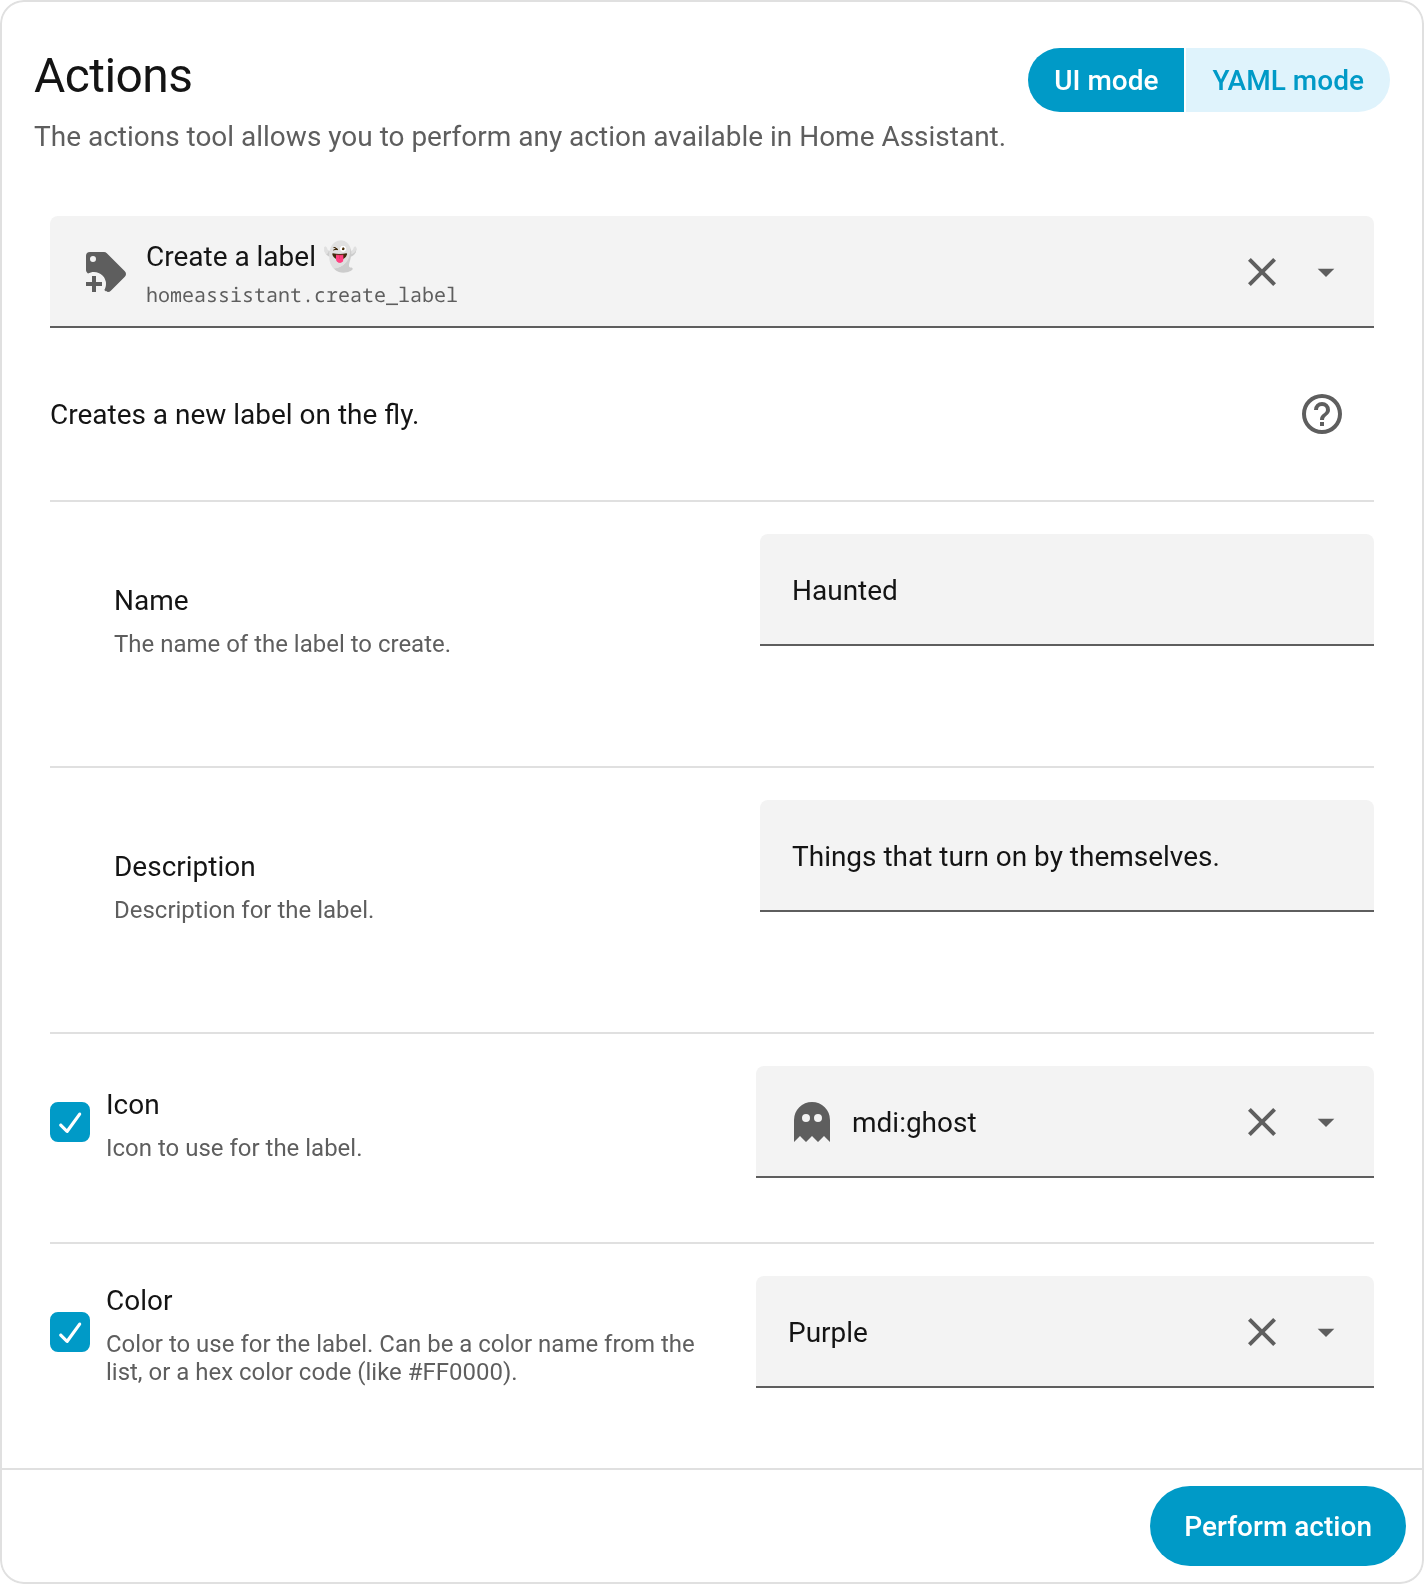 Actions
UI mode
YAML mode
The actions tool allows you to perform any action available in Home Assistant.
Create a label 👻
homeassistant.create_label
Creates a new label on the fly.
Name
The name of the label to create.
Haunted
Description
Description for the label.
Things that turn on by themselves.
Icon
Icon to use for the label.
mdi:ghost
Color
Color to use for the label. Can be a color name from the
list, or a hex color code (like #FF0000).
Purple
Perform action